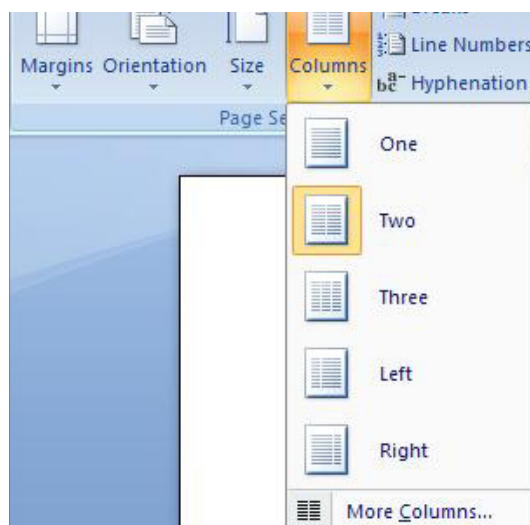 Line Numbers
Margins Orientation Size Columns
Hyphenation
Page Se
One
Two
Three
Left
Right
More Columns...